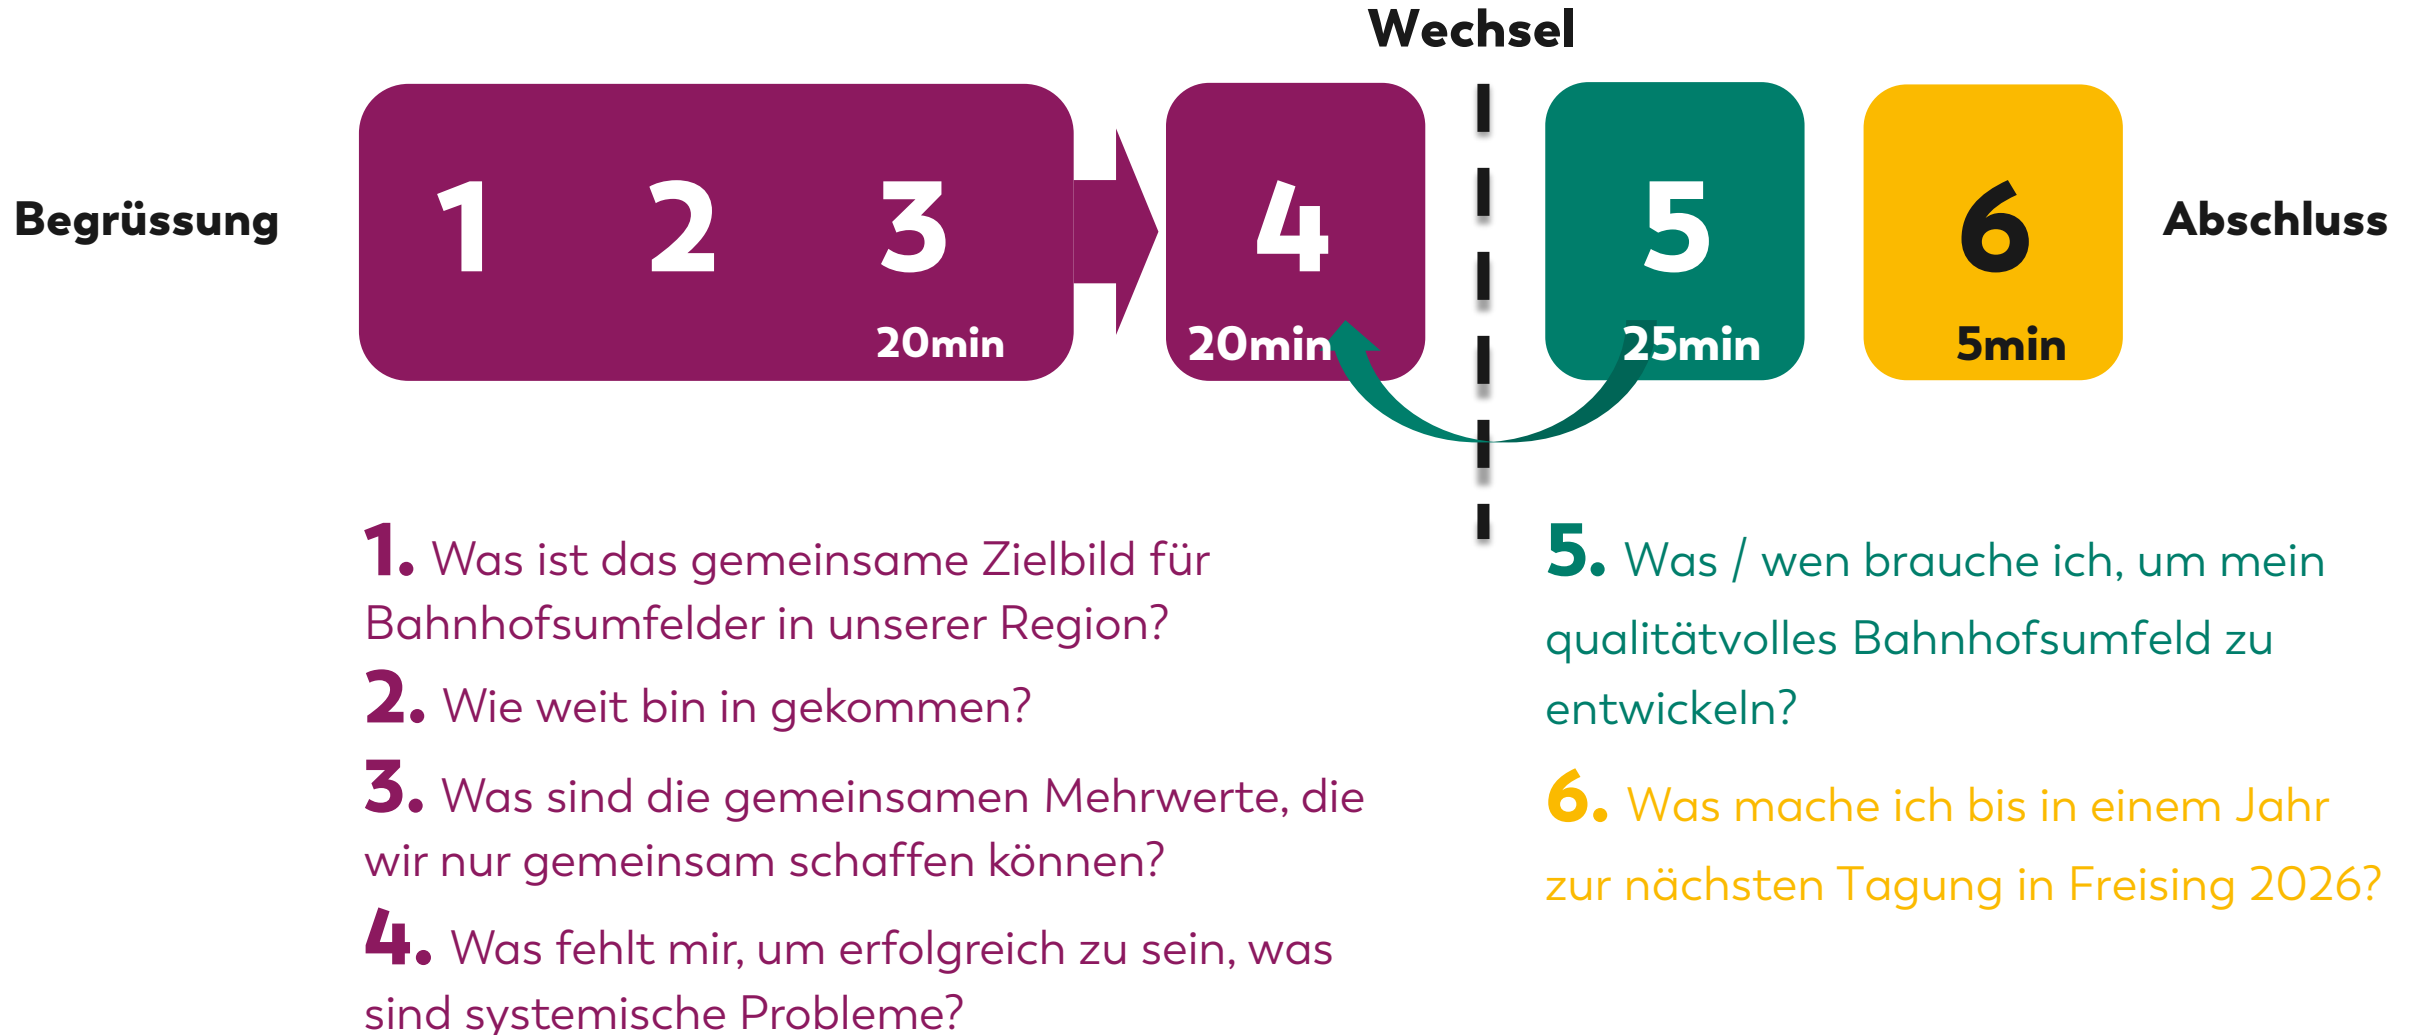 Wechsel
Begrüssung
1 2 3
20min
4
20min
5
25min
6
5min
Abschluss
1. Was ist das gemeinsame Zielbild für
Bahnhofsumfelder in unserer Region?
2. Wie weit bin in gekommen?
3. Was sind die gemeinsamen Mehrwerte, die
wir nur gemeinsam schaffen können?
4. Was fehlt mir, um erfolgreich zu sein, was
sind systemische Probleme?
5. Was / wen brauche ich, um mein
qualitätvolles Bahnhofsumfeld zu
entwickeln?
6. Was mache ich bis in einem Jahr
zur nächsten Tagung in Freising 2026?